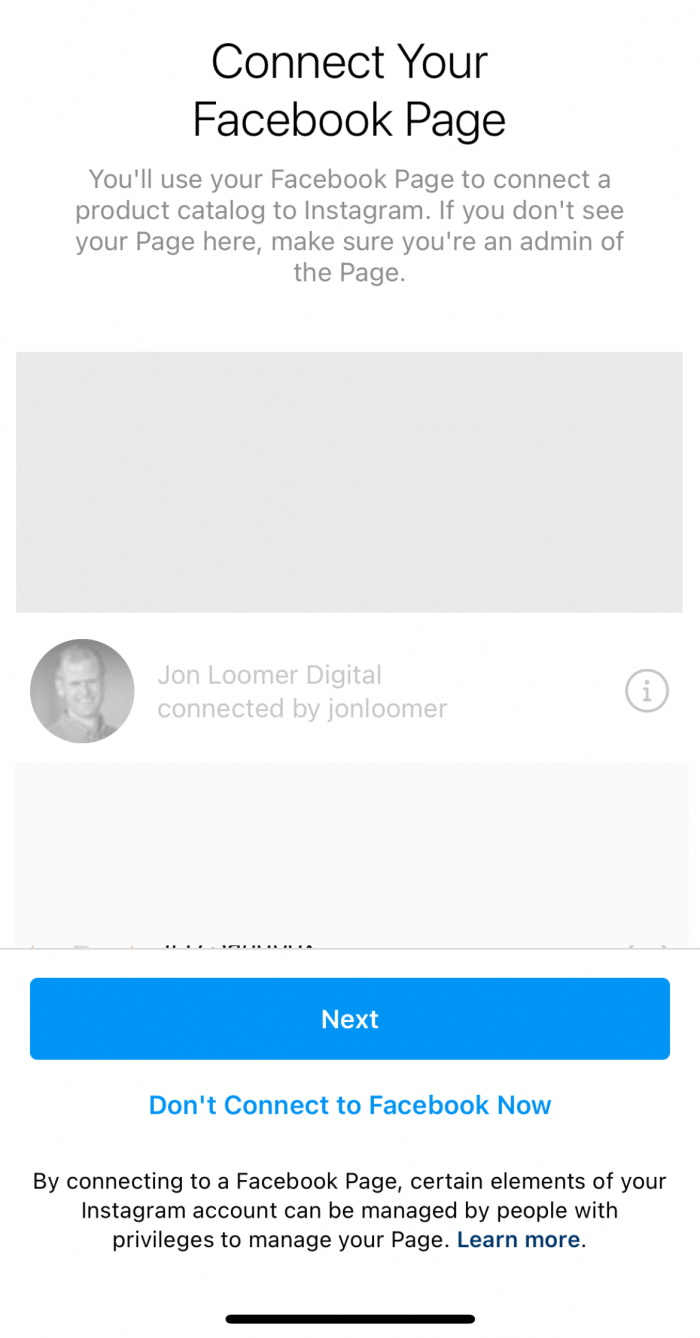 Connect Your
Facebook Page
You'll use your Facebook Page to connect a
product catalog to Instagram. If you don't see
your Page here, make sure you're an admin of
the Page.
Jon Loomer Digital
connected by jonloomer
Next
Don't Connect to Facebook Now
By connecting to a Facebook Page, certain elements of your
Instagram account can be managed by people with
privileges to manage your Page. Learn more.